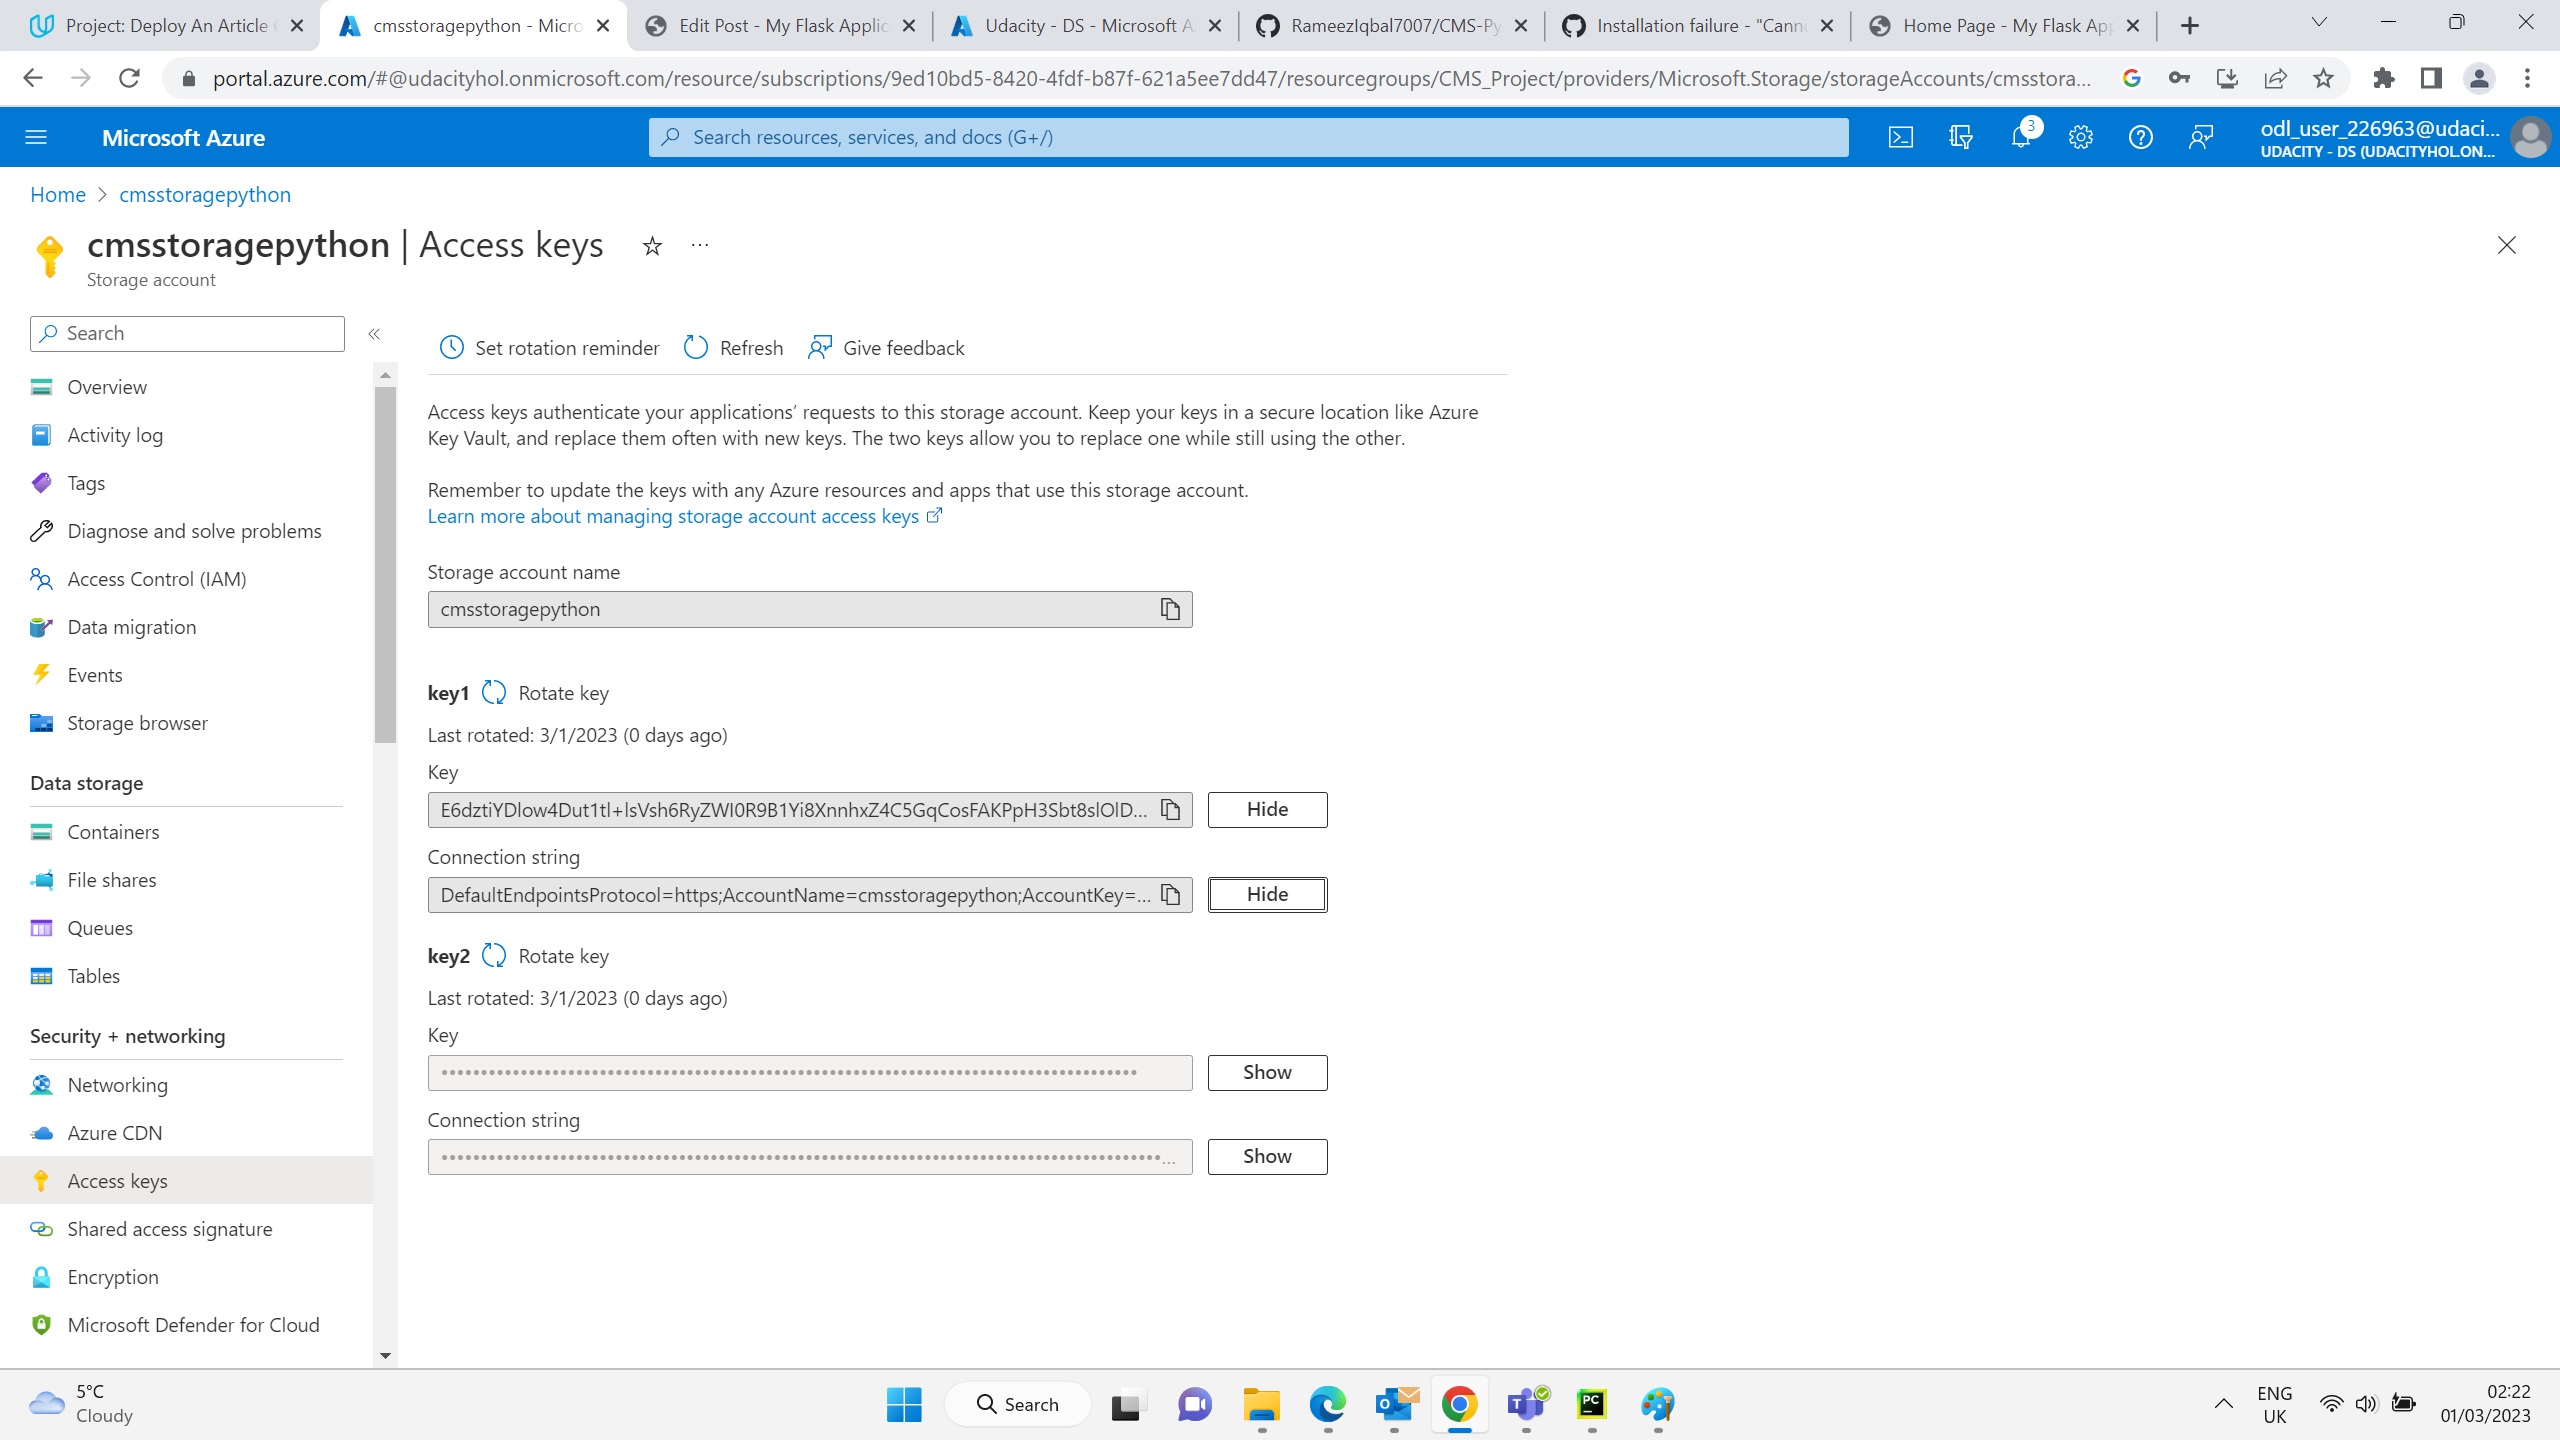 Project: Deploy An Article
cmsstoragepython - Micro
Edit Post - My Flask Applic
Udacity - DS - Microsoft A
RameezIqbal7007/CMS-Py
Installation failure - "Cann
Home Page - My Flask App
portal.azure.com/#@udacityhol.onmicrosoft.com/resource/subscriptions/9ed10bd5-8420-4fdf-b87f-621a5ee7dd47/resourcegroups/CMS_Project/providers/Microsoft.Storage/storageAccounts/cmsstora...
Microsoft Azure
Search resources, services, and docs (G+/)
3
odl_user_226963@udaci...
UDACITY - DS (UDACITYHOL.ON...
Home > cmsstoragepython
cmsstoragepython | Access keys
Storage account
Search
Overview
Activity log
Tags
Diagnose and solve problems
Access Control (IAM)
Data migration
Events
Storage browser
Data storage
Containers
File shares
Queues
Tables
Security + networking
Networking
Azure CDN
Access keys
Shared access signature
Encryption
Microsoft Defender for Cloud
Set rotation reminder
Refresh
Give feedback
Access keys authenticate your applications’ requests to this storage account. Keep your keys in a secure location like Azure
Key Vault, and replace them often with new keys. The two keys allow you to replace one while still using the other.
Remember to update the keys with any Azure resources and apps that use this storage account.
Learn more about managing storage account access keys
Storage account name
cmsstoragepython
key1 Rotate key
Last rotated: 3/1/2023 (0 days ago)
Key
Hide
Connection string
DefaultEndpointsProtocol=https;AccountName=cmsstoragepython;AccountKey=...
Hide
key2 Rotate key
Last rotated: 3/1/2023 (0 days ago)
Key
Show
Connection string
Show
5°C
Cloudy
Search
ENG
UK
02:22
01/03/2023